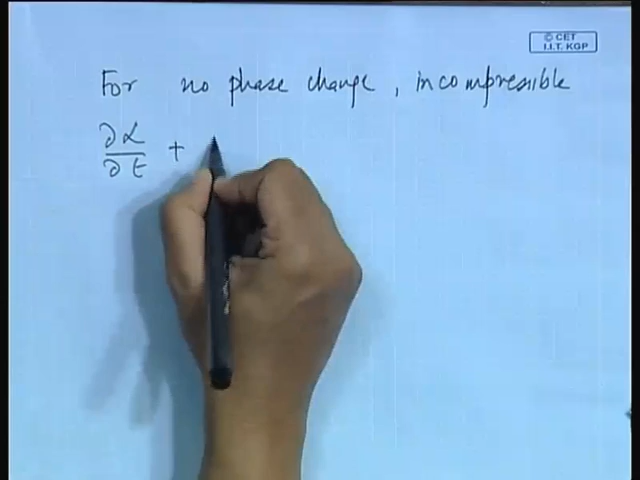 © CET
I.I.T. KGP
For no phase change, incompressible
∂α/∂t +